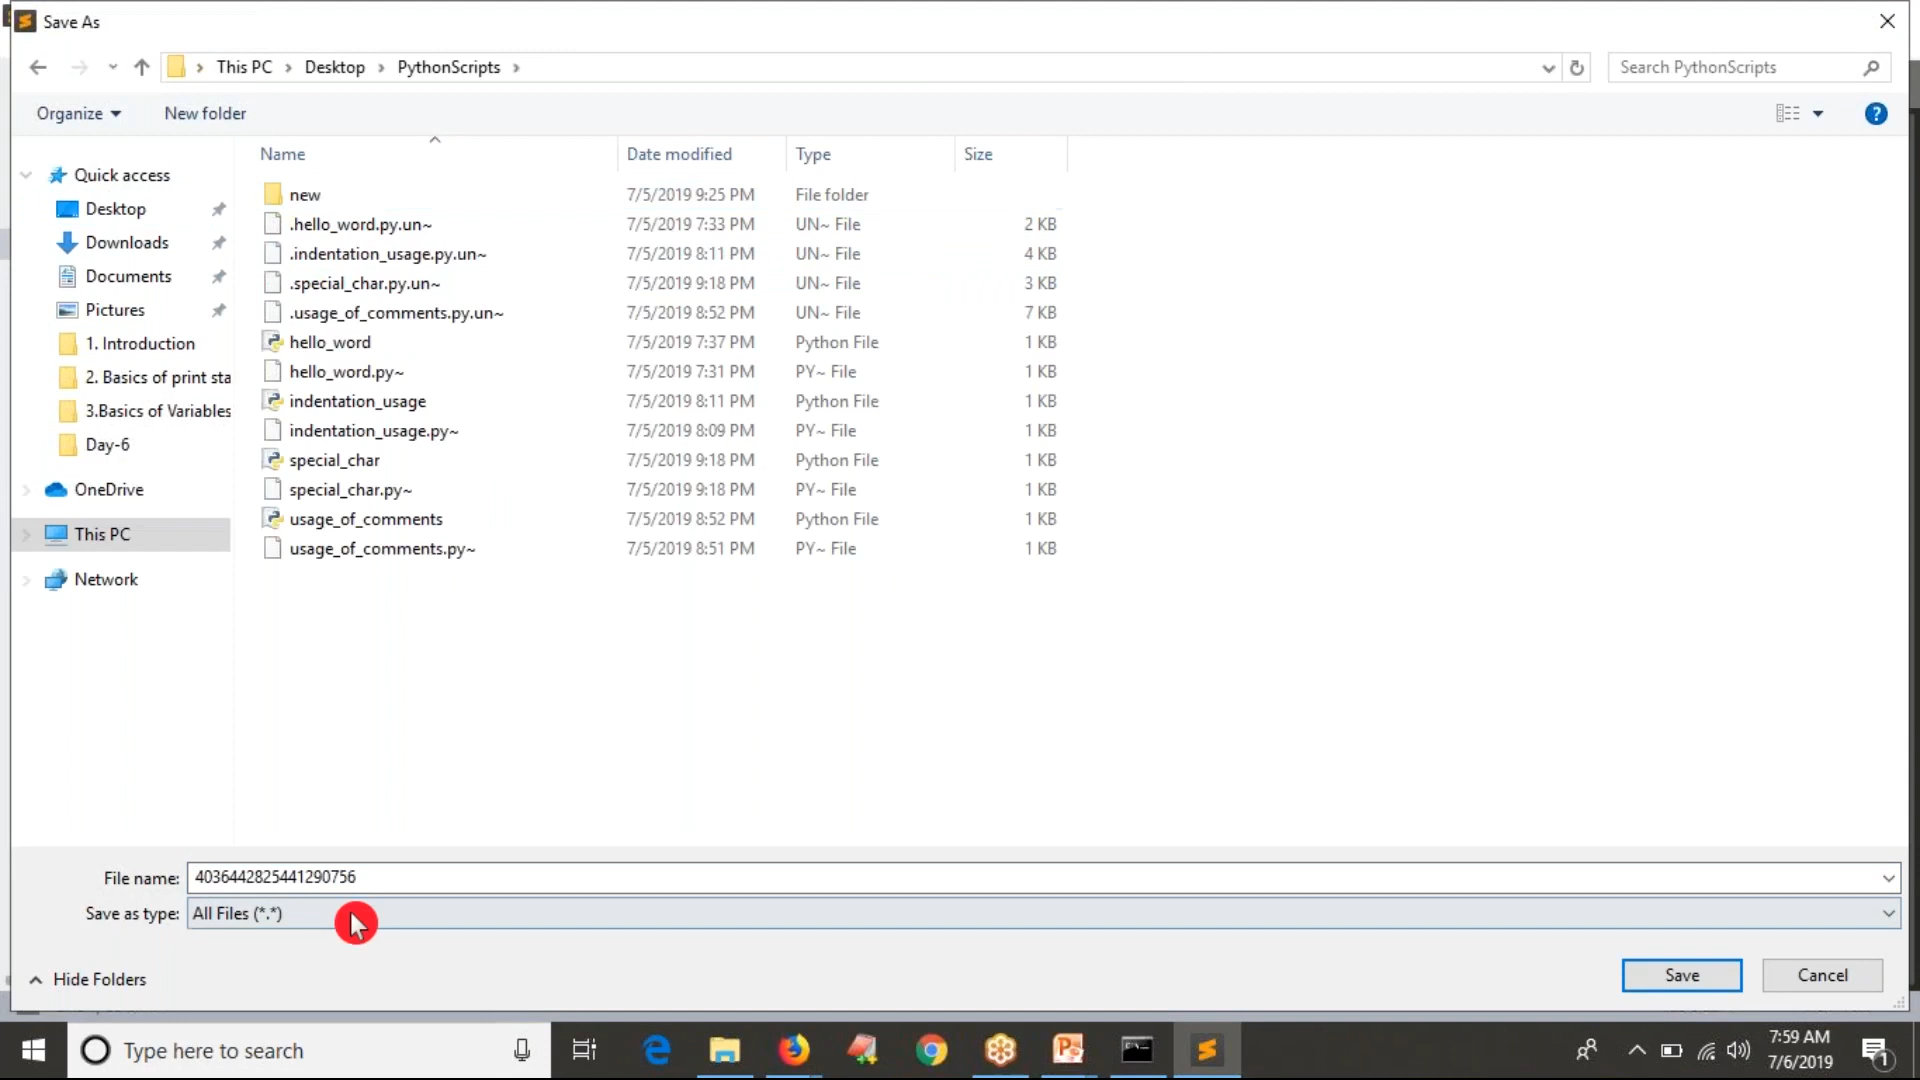 Save As
This PC > Desktop > PythonScripts >
Search PythonScripts
Organize
New folder
Name Date modified Type Size
new 7/5/2019 9:25 PM File folder
.hello_word.py.un~ 7/5/2019 7:33 PM UN~ File 2 KB
.indentation_usage.py.un~ 7/5/2019 8:11 PM UN~ File 4 KB
.special_char.py.un~ 7/5/2019 9:18 PM UN~ File 3 KB
.usage_of_comments.py.un~ 7/5/2019 8:52 PM UN~ File 7 KB
hello_word 7/5/2019 7:37 PM Python File 1 KB
hello_word.py~ 7/5/2019 7:31 PM PY~ File 1 KB
indentation_usage 7/5/2019 8:11 PM Python File 1 KB
indentation_usage.py~ 7/5/2019 8:09 PM PY~ File 1 KB
special_char 7/5/2019 9:18 PM Python File 1 KB
special_char.py~ 7/5/2019 9:18 PM PY~ File 1 KB
usage_of_comments 7/5/2019 8:52 PM Python File 1 KB
usage_of_comments.py~ 7/5/2019 8:51 PM PY~ File 1 KB
Quick access
Desktop
Downloads
Documents
Pictures
1. Introduction
2. Basics of print sta
3.Basics of Variables
Day-6
OneDrive
This PC
Network
File name: 4036442825441290756
Save as type: All Files (*.*)
Hide Folders
Save
Cancel
Type here to search
7:59 AM
7/6/2019
1